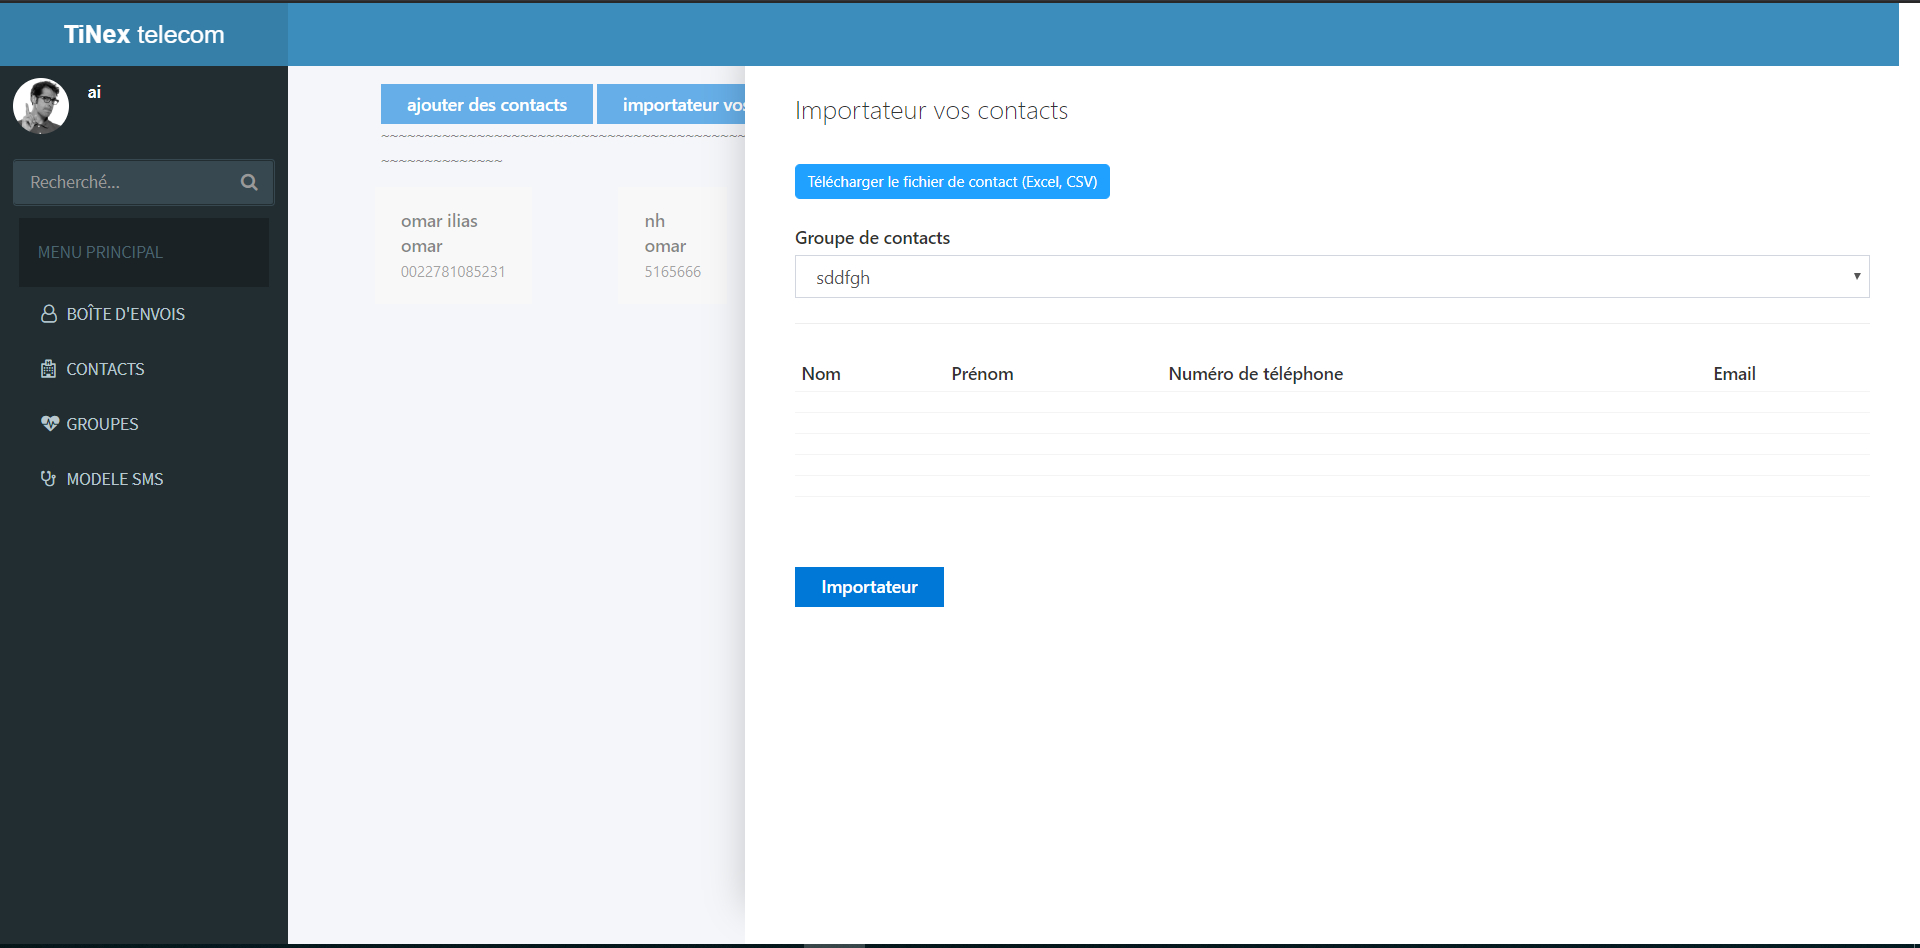 TiNex telecom
ai
Recherché...
MENU PRINCIPAL
BOÎTE D'ENVOIS
CONTACTS
GROUPES
MODELE SMS
ajouter des contacts
importateur vos
~~~~~~~~~~~~~~~~~~~~~~~~~~~~~~~~~~~~~~~~~~
~~~~~~~~~~~~~~
omar ilias
omar
0022781085231
nh
omar
5165666
Importateur vos contacts
Télécharger le fichier de contact (Excel, CSV)
Groupe de contacts
sddfgh
Nom Prénom Numéro de téléphone Email
Importateur